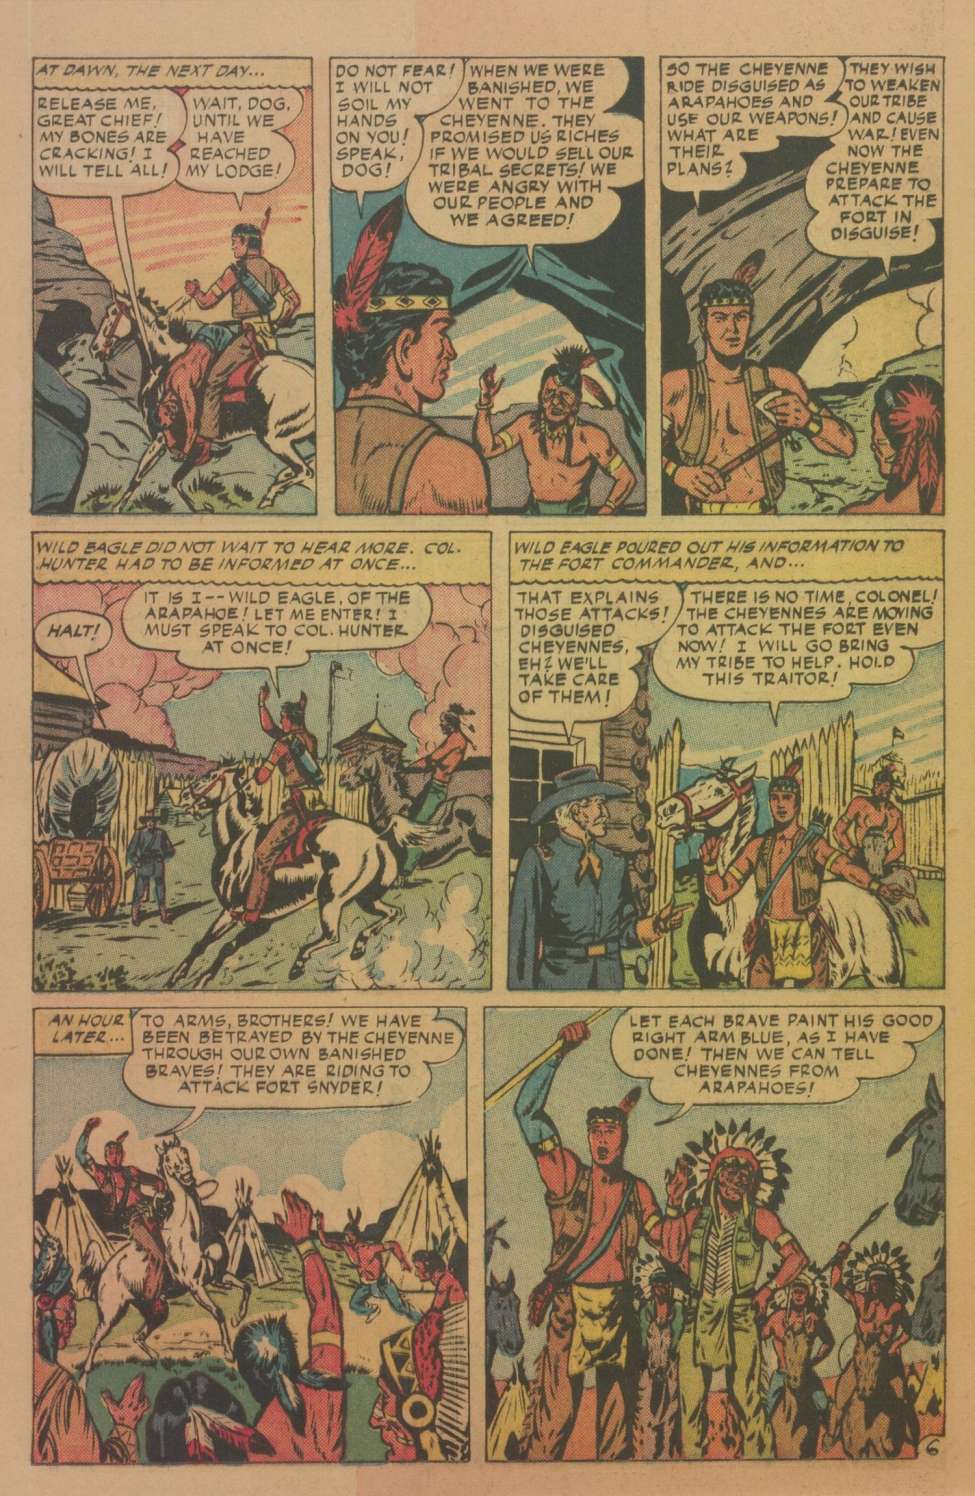 AT DAWN, THE NEXT DAY...
RELEASE ME,
GREAT CHIEF!
MY BONES ARE
CRACKING! I
WILL TELL ALL!
WAIT, DOG,
UNTIL WE
HAVE
REACHED
MY LODGE!
DO NOT FEAR!
I WILL NOT
SOIL MY
HANDS
ON YOU!
SPEAK,
DOG!
WHEN WE WERE
BANISHED, WE
WENT TO THE
CHEYENNE. THEY
PROMISED US RICHES
IF WE WOULD SELL OUR
TRIBAL SECRETS! WE
WERE ANGRY WITH
OUR PEOPLE AND
WE AGREED!
SO THE CHEYENNE
RIDE DISGUISED AS
ARAPAHOES AND
USE OUR WEAPONS!
WHAT ARE
THEIR
PLANS?
THEY WISH
TO WEAKEN
OUR TRIBE
AND CAUSE
WAR! EVEN
NOW THE
CHEYENNE
PREPARE TO
ATTACK THE
FORT IN
DISGUISE!
WILD EAGLE DID NOT WAIT TO HEAR MORE. COL.
HUNTER HAD TO BE INFORMED AT ONCE...
HALT!
IT IS I--WILD EAGLE, OF THE
ARAPAHOE! LET ME ENTER! I
MUST SPEAK TO COL. HUNTER
AT ONCE!
WILD EAGLE POURED OUT HIS INFORMATION TO
THE FORT COMMANDER, AND...
THAT EXPLAINS
THOSE ATTACKS!
DISGUISED
CHEYENNES,
EH? WE'LL
TAKE CARE
OF THEM!
THERE IS NO TIME, COLONEL!
THE CHEYENNES ARE MOVING
TO ATTACK THE FORT EVEN
NOW! I WILL GO BRING
MY TRIBE TO HELP. HOLD
THIS TRAITOR!
AN HOUR
LATER...
TO ARMS, BROTHERS! WE HAVE
BEEN BETRAYED BY THE CHEYENNE
THROUGH OUR OWN BANISHED
BRAVES! THEY ARE RIDING TO
ATTACK FORT SNYDER!
LET EACH BRAVE PAINT HIS GOOD
RIGHT ARM BLUE, AS I HAVE
DONE! THEN WE CAN TELL
CHEYENNES FROM
ARAPAHOES!
6